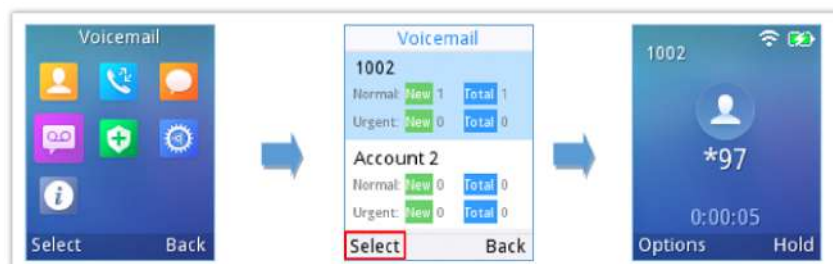 Voicemail
Select Back
Voicemail
1002
Normal: New 1 Total 1
Urgent: New 0 Total 0
Account 2
Normal: New 0 Total 0
Urgent: New 0 Total 0
Select Back
1002
*97
0:00:05
Options Hold